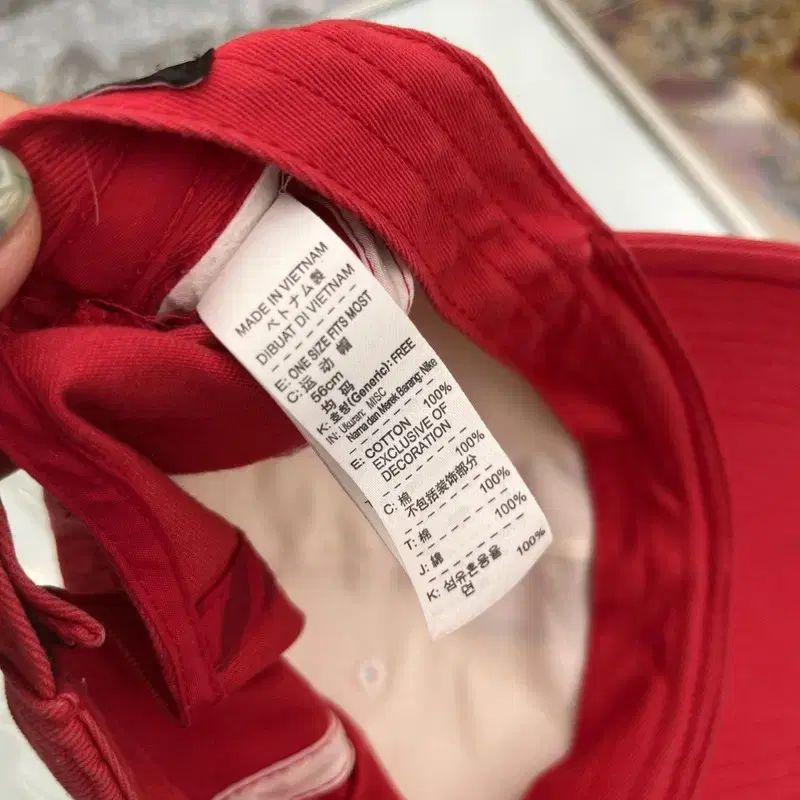 MADE IN VIETNAM
ベトナム製
DIBUAT DI VIETNAM
E: ONE SIZE FITS MOST
C: 运动帽
56cm
均码
K: 호칭(Generic): FREE
IN: Ukuran: MISC
Nama dan Merek Barang: Nike
E: COTTON 100%
EXCLUSIVE OF
DECORATION
C: 棉 100%
不包括装饰部分
T: 棉 100%
J: 綿 100%
K: 섬유혼용율
면 100%